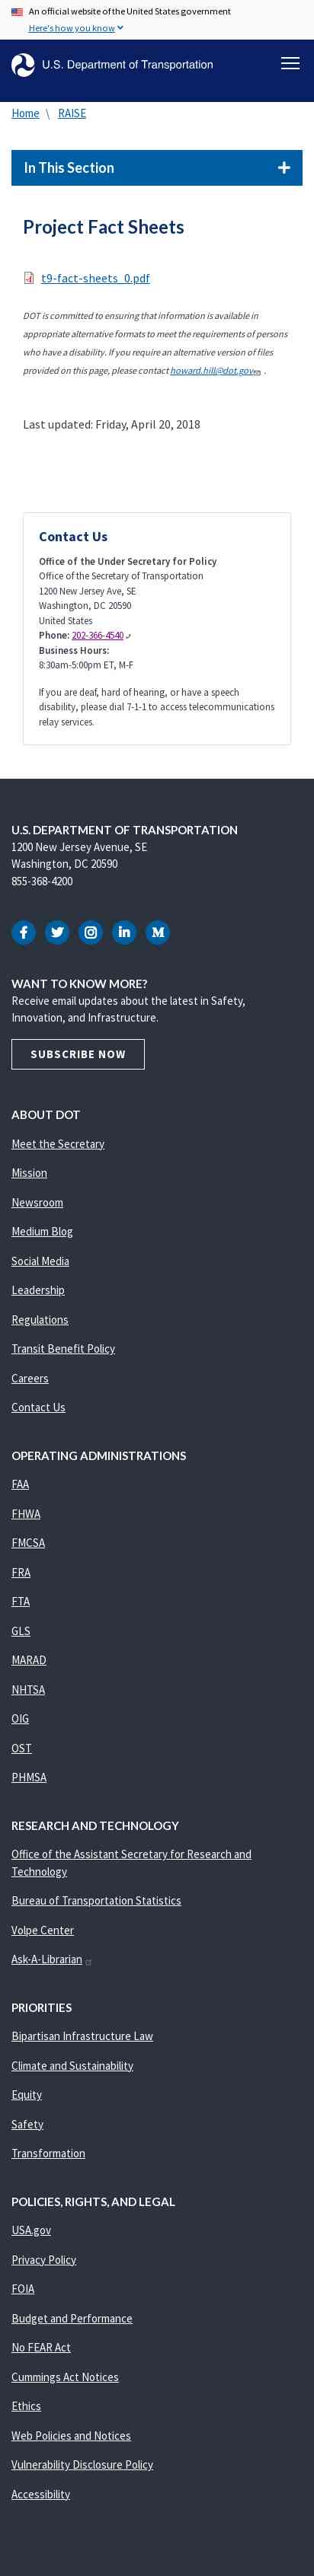 An official website of the United States government
Here's how you know
U.S. Department of Transportation
Home \ RAISE
In This Section
Project Fact Sheets
t9-fact-sheets_0.pdf
DOT is committed to ensuring that information is available in
appropriate alternative formats to meet the requirements of persons
who have a disability. If you require an alternative version of files
provided on this page, please contact howard.hill@dot.gov .
Last updated: Friday, April 20, 2018
Contact Us
Office of the Under Secretary for Policy
Office of the Secretary of Transportation
1200 New Jersey Ave, SE
Washington, DC 20590
United States
Phone: 202-366-4540
Business Hours:
8:30am-5:00pm ET, M-F
If you are deaf, hard of hearing, or have a speech
disability, please dial 7-1-1 to access telecommunications
relay services.
U.S. DEPARTMENT OF TRANSPORTATION
1200 New Jersey Avenue, SE
Washington, DC 20590
855-368-4200
WANT TO KNOW MORE?
Receive email updates about the latest in Safety,
Innovation, and Infrastructure.
SUBSCRIBE NOW
ABOUT DOT
Meet the Secretary
Mission
Newsroom
Medium Blog
Social Media
Leadership
Regulations
Transit Benefit Policy
Careers
Contact Us
OPERATING ADMINISTRATIONS
FAA
FHWA
FMCSA
FRA
FTA
GLS
MARAD
NHTSA
OIG
OST
PHMSA
RESEARCH AND TECHNOLOGY
Office of the Assistant Secretary for Research and
Technology
Bureau of Transportation Statistics
Volpe Center
Ask-A-Librarian
PRIORITIES
Bipartisan Infrastructure Law
Climate and Sustainability
Equity
Safety
Transformation
POLICIES, RIGHTS, AND LEGAL
USA.gov
Privacy Policy
FOIA
Budget and Performance
No FEAR Act
Cummings Act Notices
Ethics
Web Policies and Notices
Vulnerability Disclosure Policy
Accessibility